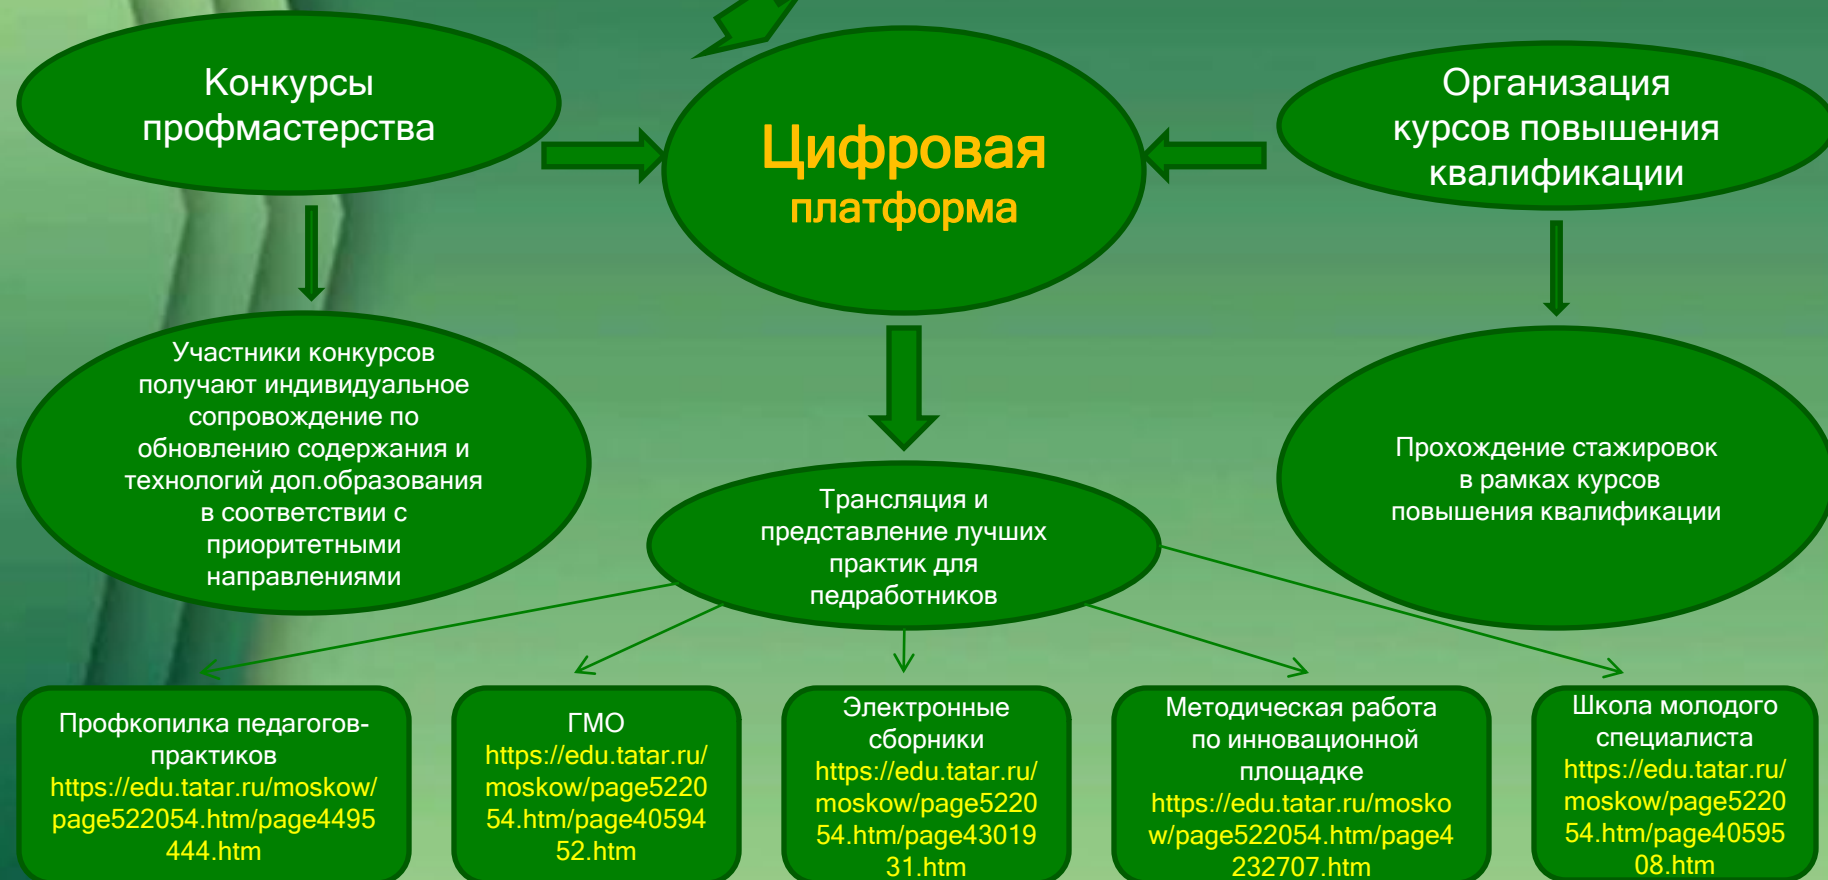 Конкурсы
профмастерства
Цифровая
платформа
Организация
курсов повышения
квалификации
Участники конкурсов
получают индивидуальное
сопровождение по
обновлению содержания и
технологий доп.образования
в соответствии с
приоритетными
направлениями
Трансляция и
представление лучших
практик для
педработников
Прохождение стажировок
в рамках курсов
повышения квалификации
Профкопилка педагогов-
практиков
https://edu.tatar.ru/moskow/
page522054.htm/page4495
444.htm
ГМО
https://edu.tatar.ru/
moskow/page5220
54.htm/page40594
52.htm
Электронные
сборники
https://edu.tatar.ru/
moskow/page5220
54.htm/page43019
31.htm
Методическая работа
по инновационной
площадке
https://edu.tatar.ru/mosko
w/page522054.htm/page4
232707.htm
Школа молодого
специалиста
https://edu.tatar.ru/
moskow/page5220
54.htm/page40595
08.htm